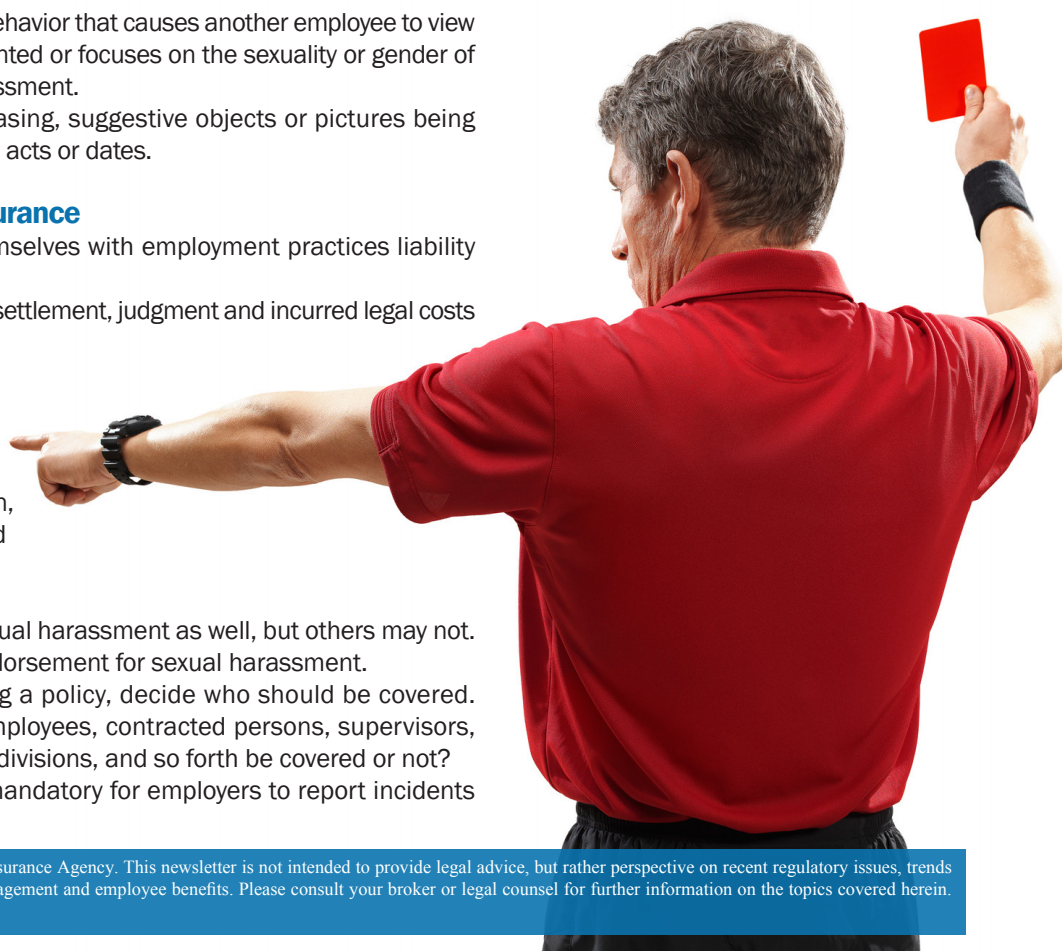 ehavior that causes another employee to view
nted or focuses on the sexuality or gender of
ssment.
asing, suggestive objects or pictures being
acts or dates.
urance
mselves with employment practices liability
settlement, judgment and incurred legal costs
n,
d
ual harassment as well, but others may not.
dorsement for sexual harassment.
g a policy, decide who should be covered.
mployees, contracted persons, supervisors,
divisions, and so forth be covered or not?
mandatory for employers to report incidents
surance Agency. This newsletter is not intended to provide legal advice, but rather perspective on recent regulatory issues, trends
agement and employee benefits. Please consult your broker or legal counsel for further information on the topics covered herein.